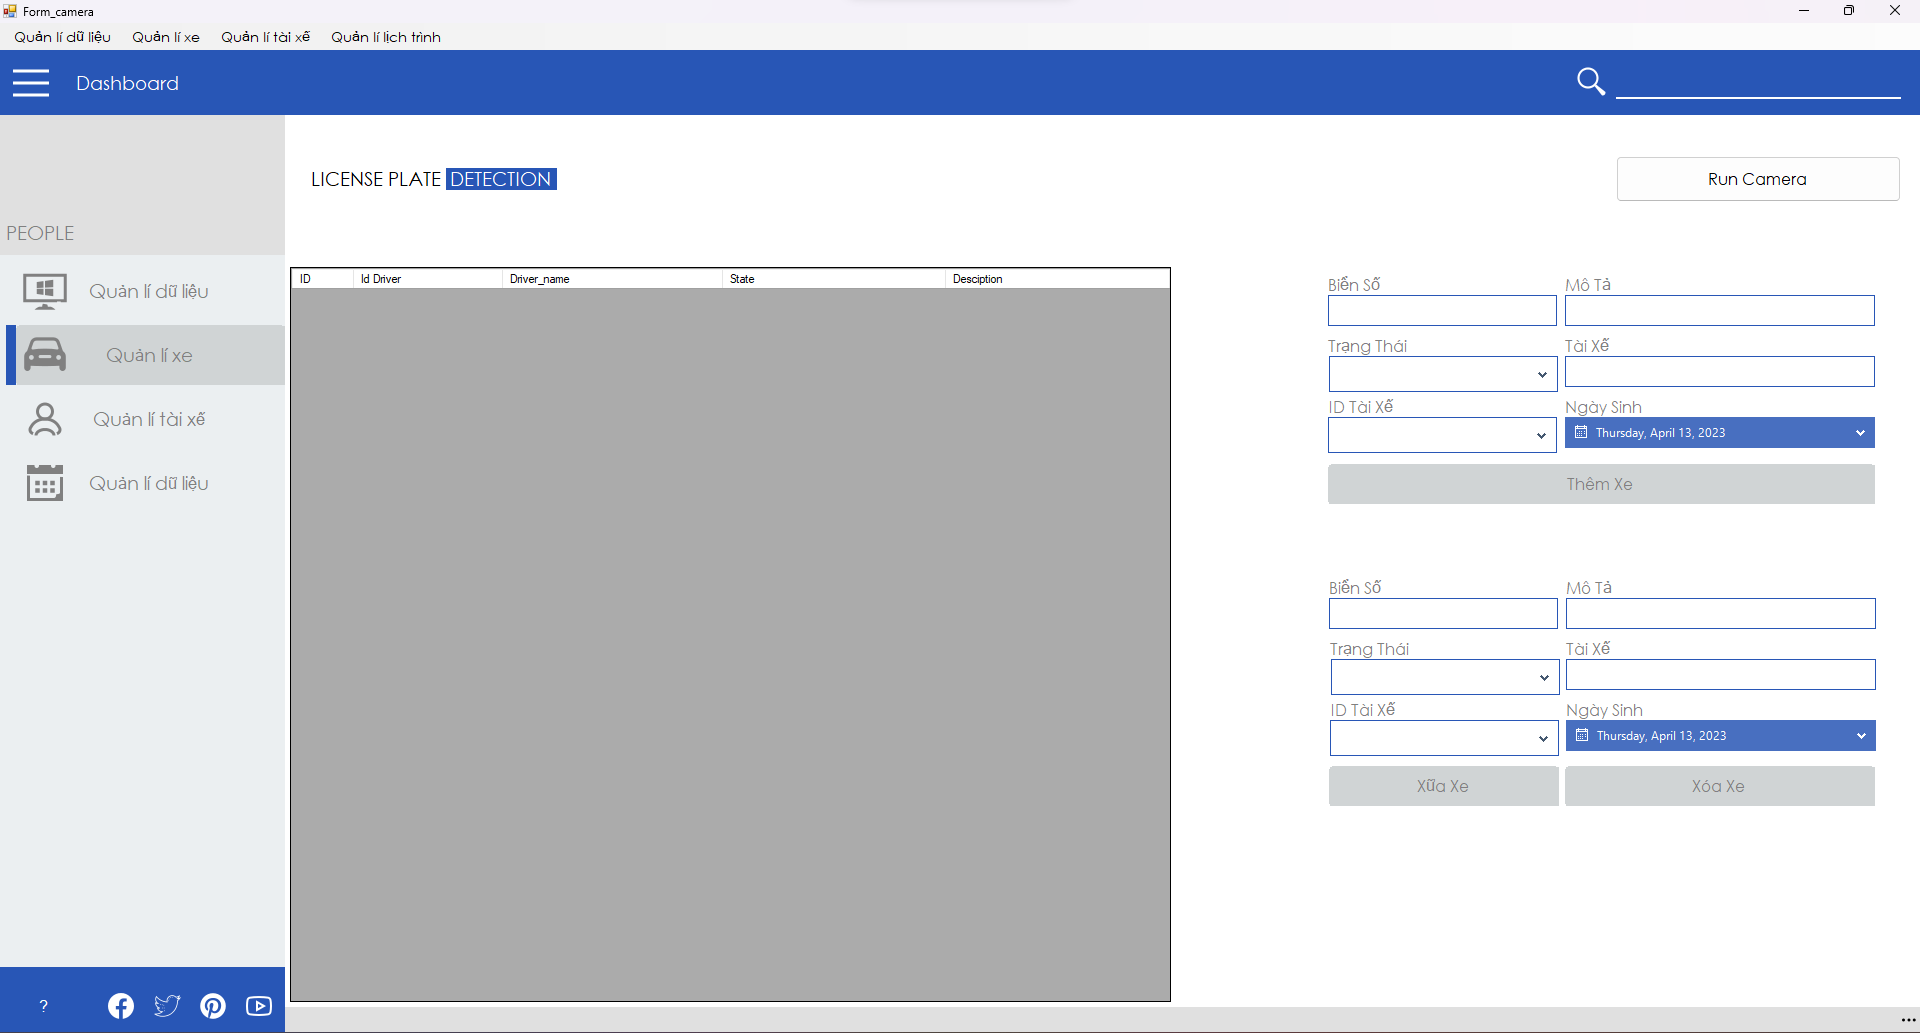 Form_camera
Quản lí dữ liệu Quản lí xe Quản lí tài xế Quản lí lịch trình
Dashboard
LICENSE PLATE DETECTION
Run Camera
PEOPLE
Quản lí dữ liệu
Quản lí xe
Quản lí tài xế
Quản lí dữ liệu
ID Id Driver Driver_name State Desciption
Biển Số Mô Tả
Trạng Thái Tài Xế
ID Tài Xế Ngày Sinh
Thursday, April 13, 2023
Thêm Xe
Biển Số Mô Tả
Trạng Thái Tài Xế
ID Tài Xế Ngày Sinh
Thursday, April 13, 2023
Xữa Xe Xóa Xe
?